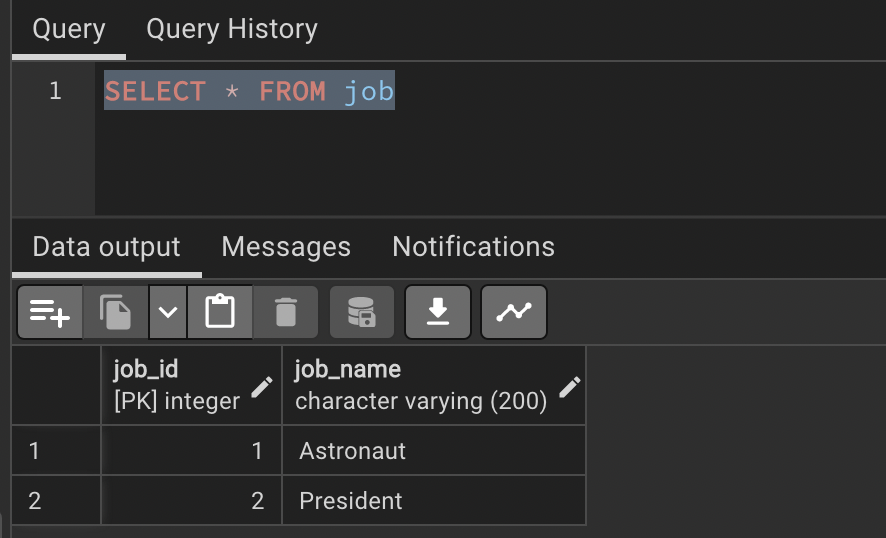 Query Query History
1 SELECT * FROM job
Data output Messages Notifications
job_id job_name
[PK] integer character varying (200)
1 1 Astronaut
2 2 President